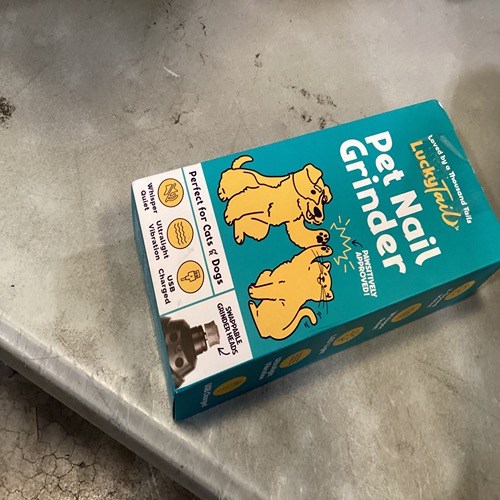 Loved by a Thousand Tails
LuckyTail
Pet Nail
Grinder
PAWSITIVELY
APPROVED!
Perfect for Cats & Dogs
Whisper
Quiet
Ultralight
Vibration
USB
Charged
SWAPPABLE
GRINDER HEADS